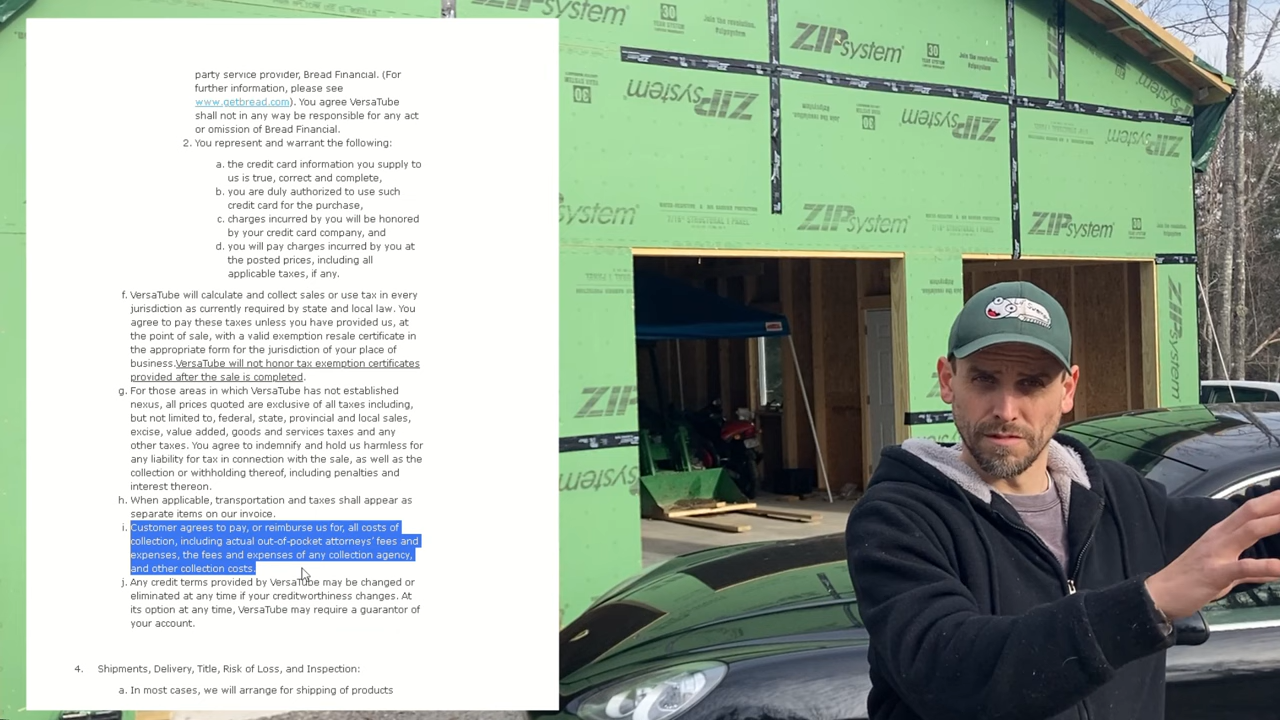 party service provider, Bread Financial. (For
further information, please see
www.getbread.com). You agree VersaTube
shall not in any way be responsible for any act
or omission of Bread Financial.
2. You represent and warrant the following:
a. the credit card information you supply to
us is true, correct and complete,
b. you are duly authorized to use such
credit card for the purchase,
c. charges incurred by you will be honored
by your credit card company, and
d. you will pay charges incurred by you at
the posted prices, including all
applicable taxes, if any.
f. VersaTube will calculate and collect sales or use tax in every
jurisdiction as currently required by state and local law. You
agree to pay these taxes unless you have provided us, at
the point of sale, with a valid exemption resale certificate in
the appropriate form for the jurisdiction of your place of
business.VersaTube will not honor tax exemption certificates
provided after the sale is completed.
g. For those areas in which VersaTube has not established
nexus, all prices quoted are exclusive of all taxes including,
but not limited to, federal, state, provincial and local sales,
excise, value added, goods and services taxes and any
other taxes. You agree to indemnify and hold us harmless for
any liability for tax in connection with the sale, as well as the
collection or withholding thereof, including penalties and
interest thereon.
h. When applicable, transportation and taxes shall appear as
separate items on our invoice.
i. Customer agrees to pay, or reimburse us for, all costs of
collection, including actual out-of-pocket attorneys' fees and
expenses, the fees and expenses of any collection agency,
and other collection costs.
j. Any credit terms provided by VersaTube may be changed or
eliminated at any time if your creditworthiness changes. At
its option at any time, VersaTube may require a guarantor of
your account.
4. Shipments, Delivery, Title, Risk of Loss, and Inspection:
a. In most cases, we will arrange for shipping of products
ZIPsystem
30
Join the revolution.
ZIPsystem
30
Join the revolution.
ZIPsystem
30
ZIPsystem
30
ZIPsystem
ZIPsystem
ZIPsystem
ZIPsystem
30
ZIPsystem
ZIP
ZIPsystem